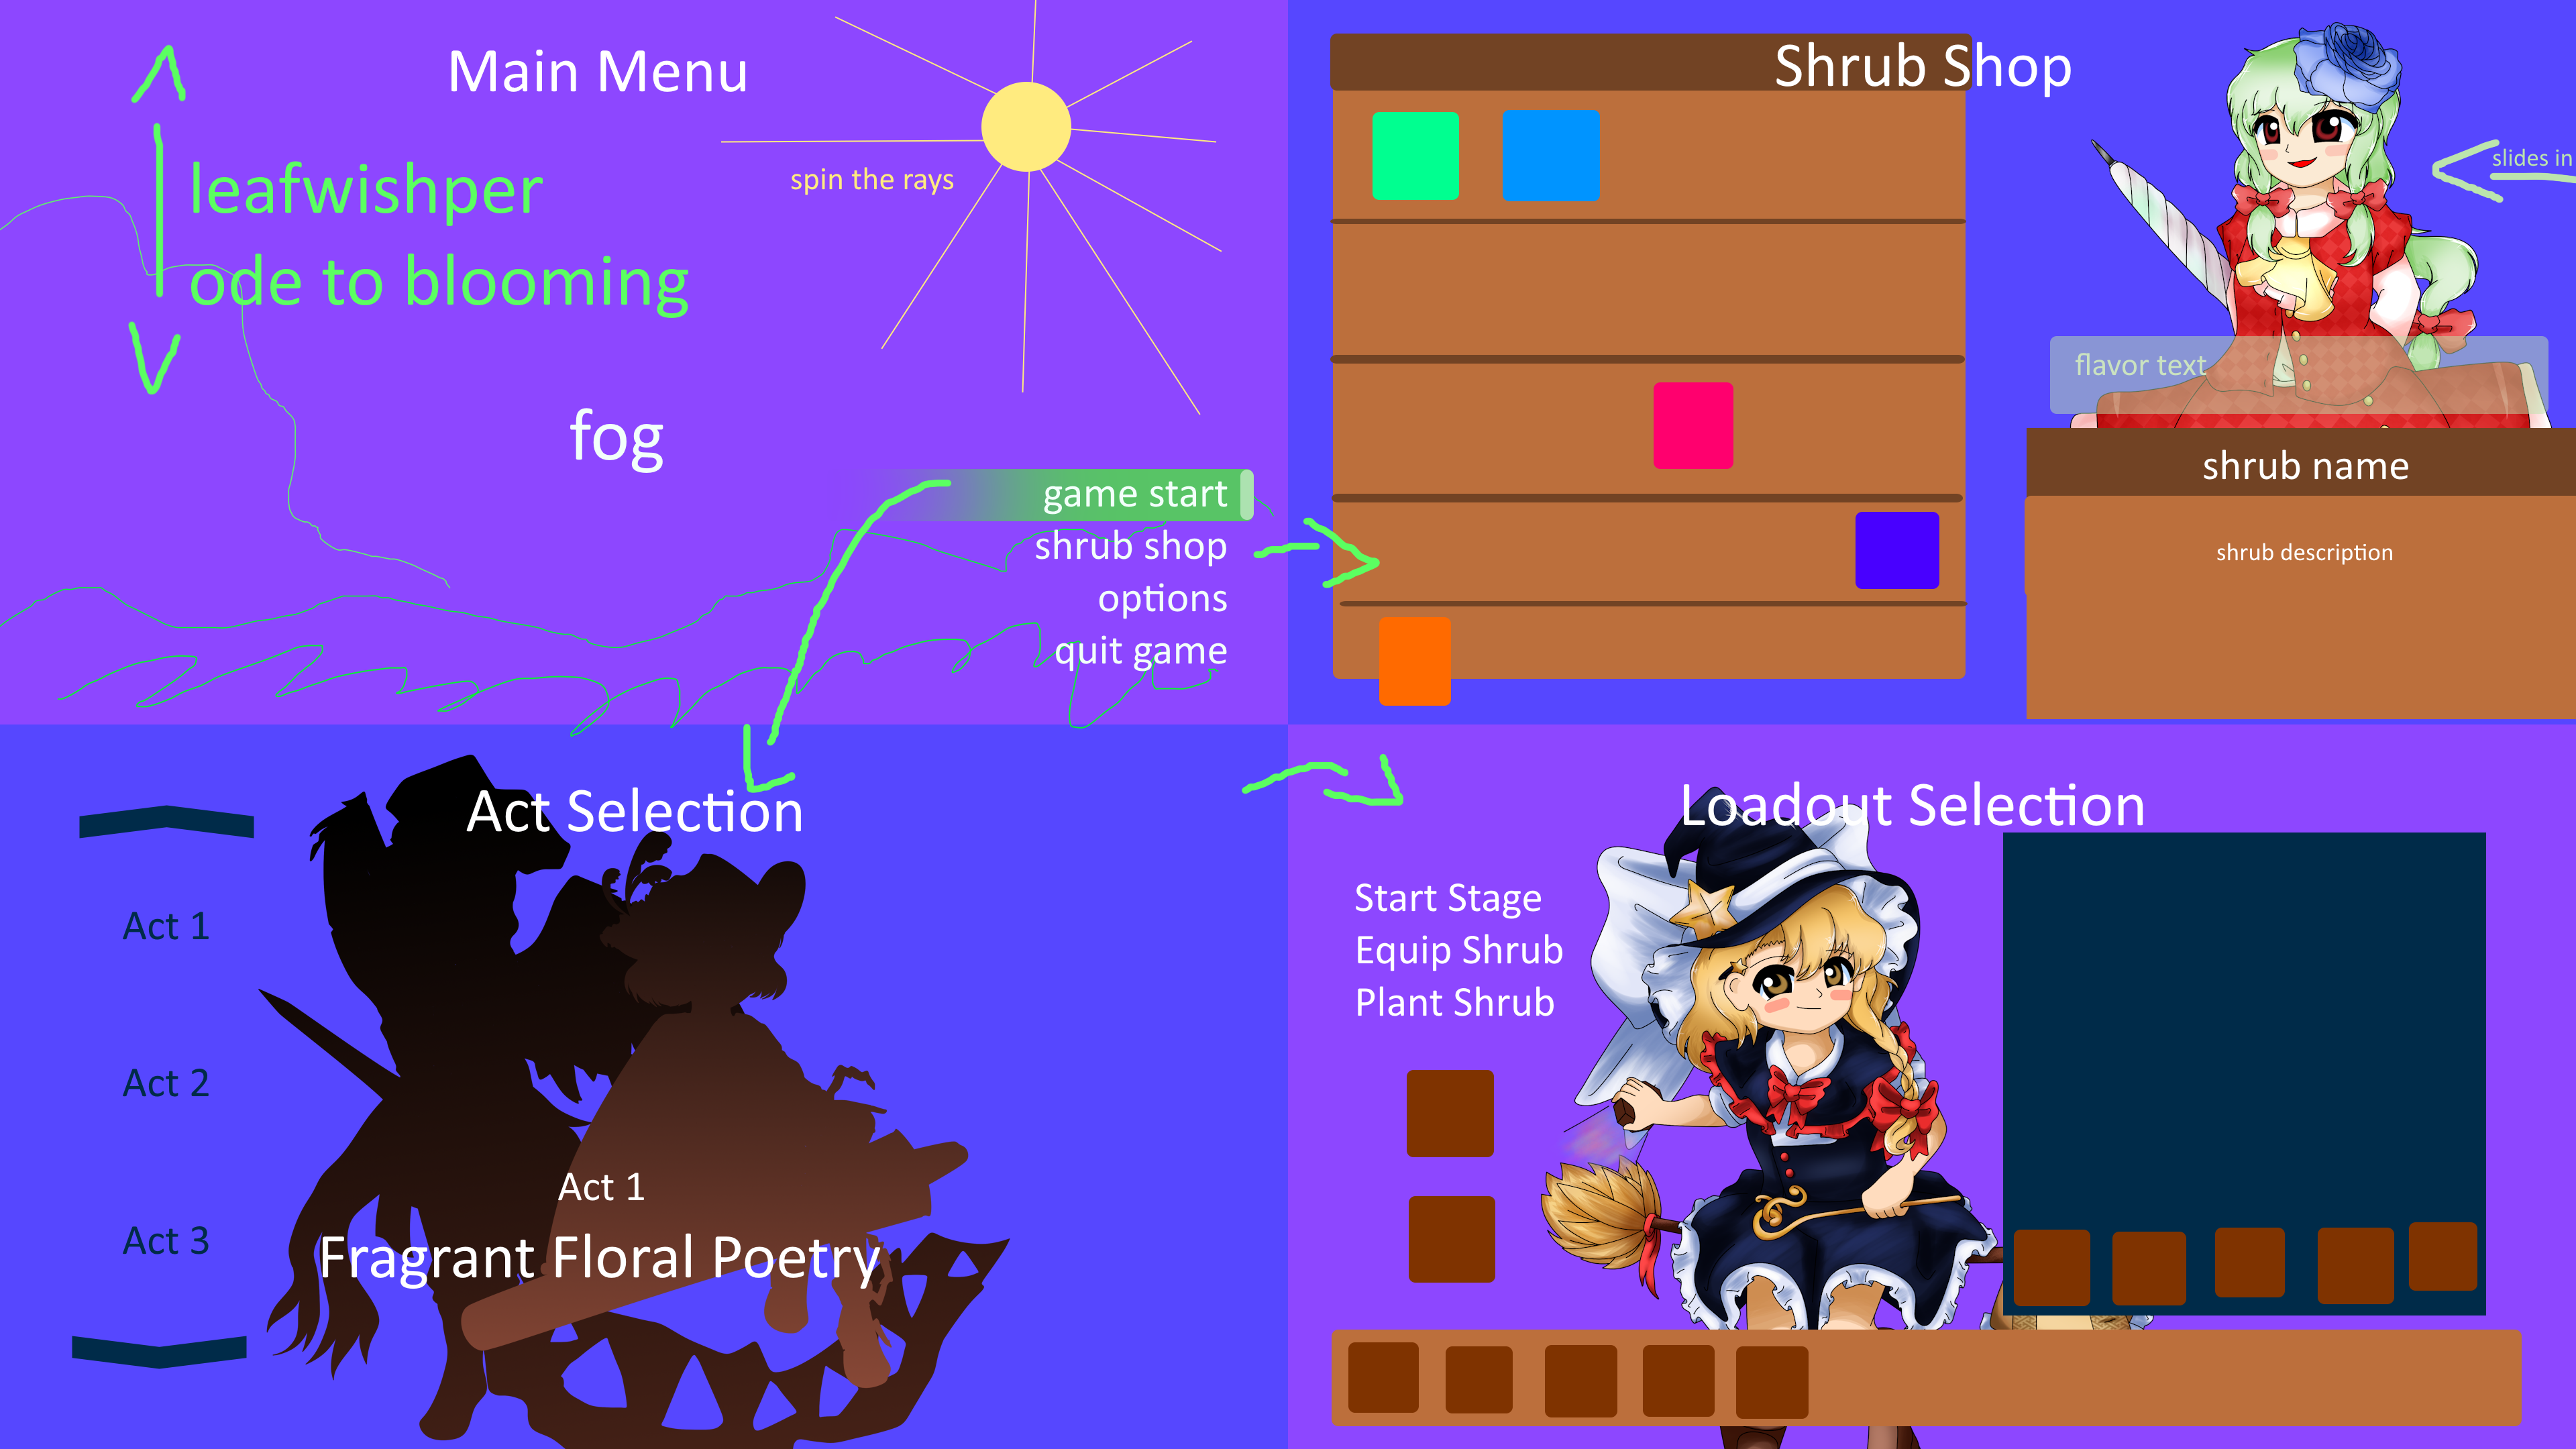 Main Menu
leafwishper
ode to blooming
spin the rays
fog
game start
shrub shop
options
quit game
Shrub Shop
slides in
flavor text
shrub name
shrub description
Act Selection
Act 1
Act 2
Act 3
Act 1
Fragrant Floral Poetry
Loadout Selection
Start Stage
Equip Shrub
Plant Shrub